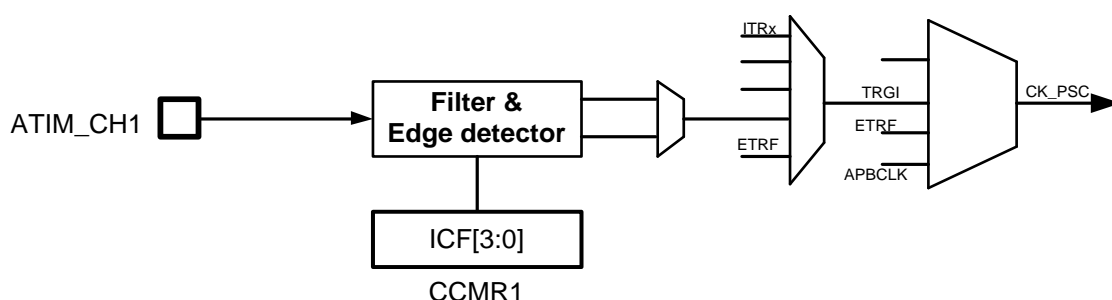 ITRx
ATIM_CH1
Filter &
Edge detector
ETRF
TRGI
ETRF
APBCLK
CK_PSC
ICF[3:0]
CCMR1